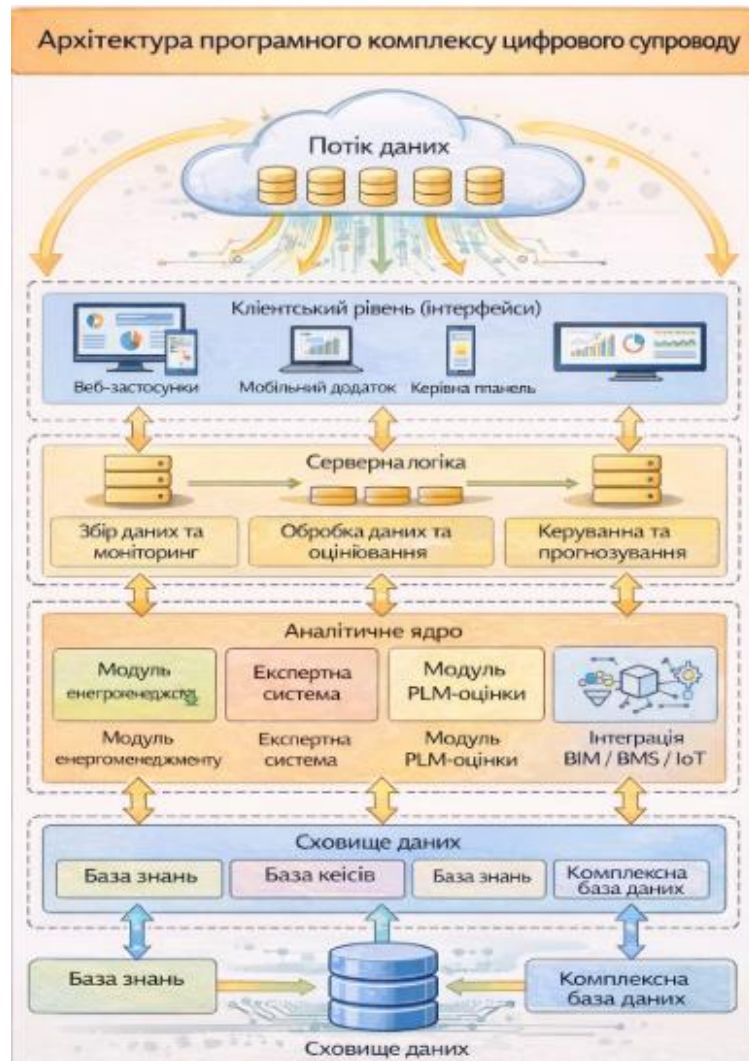 Архітектура програмного комплексу цифрового супроводу
Потік даних
Клієнтський рівень (інтерфейси)
Веб-застосунки
Мобільний додаток
Керівна ппанель
Серверна логіка
Збір даних та
моніторинг
Обробка даних та
оцініовання
Керуванна та
прогнозування
Аналітичне ядро
Модуль
Експертна
система
Модуль
PLM-оцінки
Модуль
енергоменеджменту
Експертна
система
Модуль
PLM-оцінки
Інтеграція
BIM / BMS / IoT
Сховище даних
База знань
База кеісів
База знань
Комплексна
база даних
База знань
Комплексна
база даних
Сховище даних